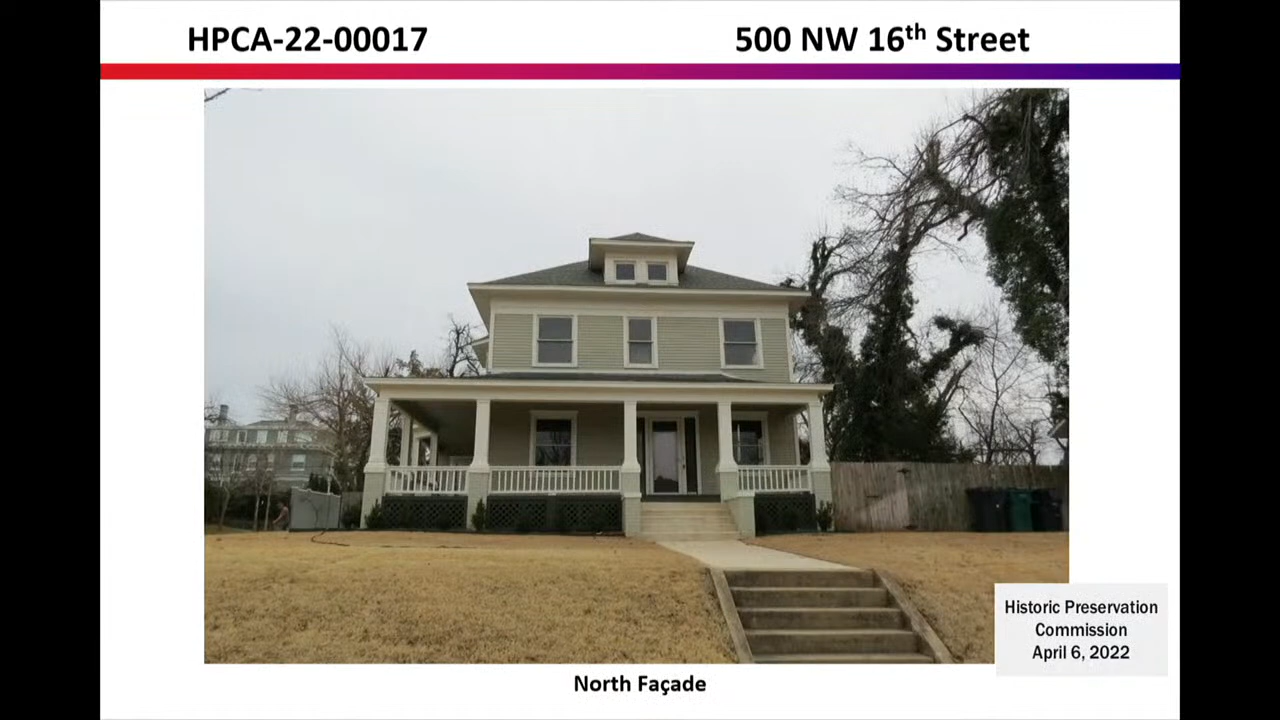 HPCA-22-00017
500 NW 16th Street
North Façade
Historic Preservation
Commission
April 6, 2022